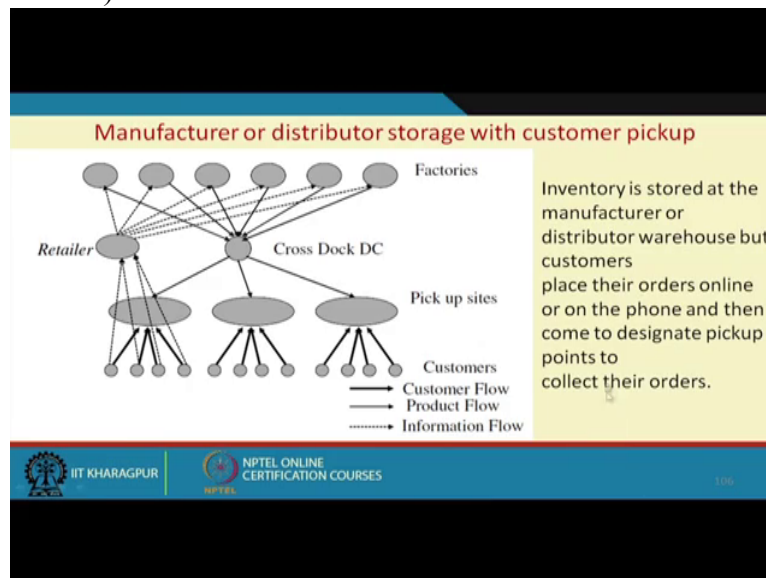 Manufacturer or distributor storage with customer pickup
Factories
Retailer
Cross Dock DC
Pick up sites
Customers
Customer Flow
Product Flow
Information Flow
Inventory is stored at the
manufacturer or
distributor warehouse but
customers
place their orders online
or on the phone and then
come to designate pickup
points to
collect their orders.
IIT KHARAGPUR
NPTEL
NPTEL ONLINE
CERTIFICATION COURSES
106